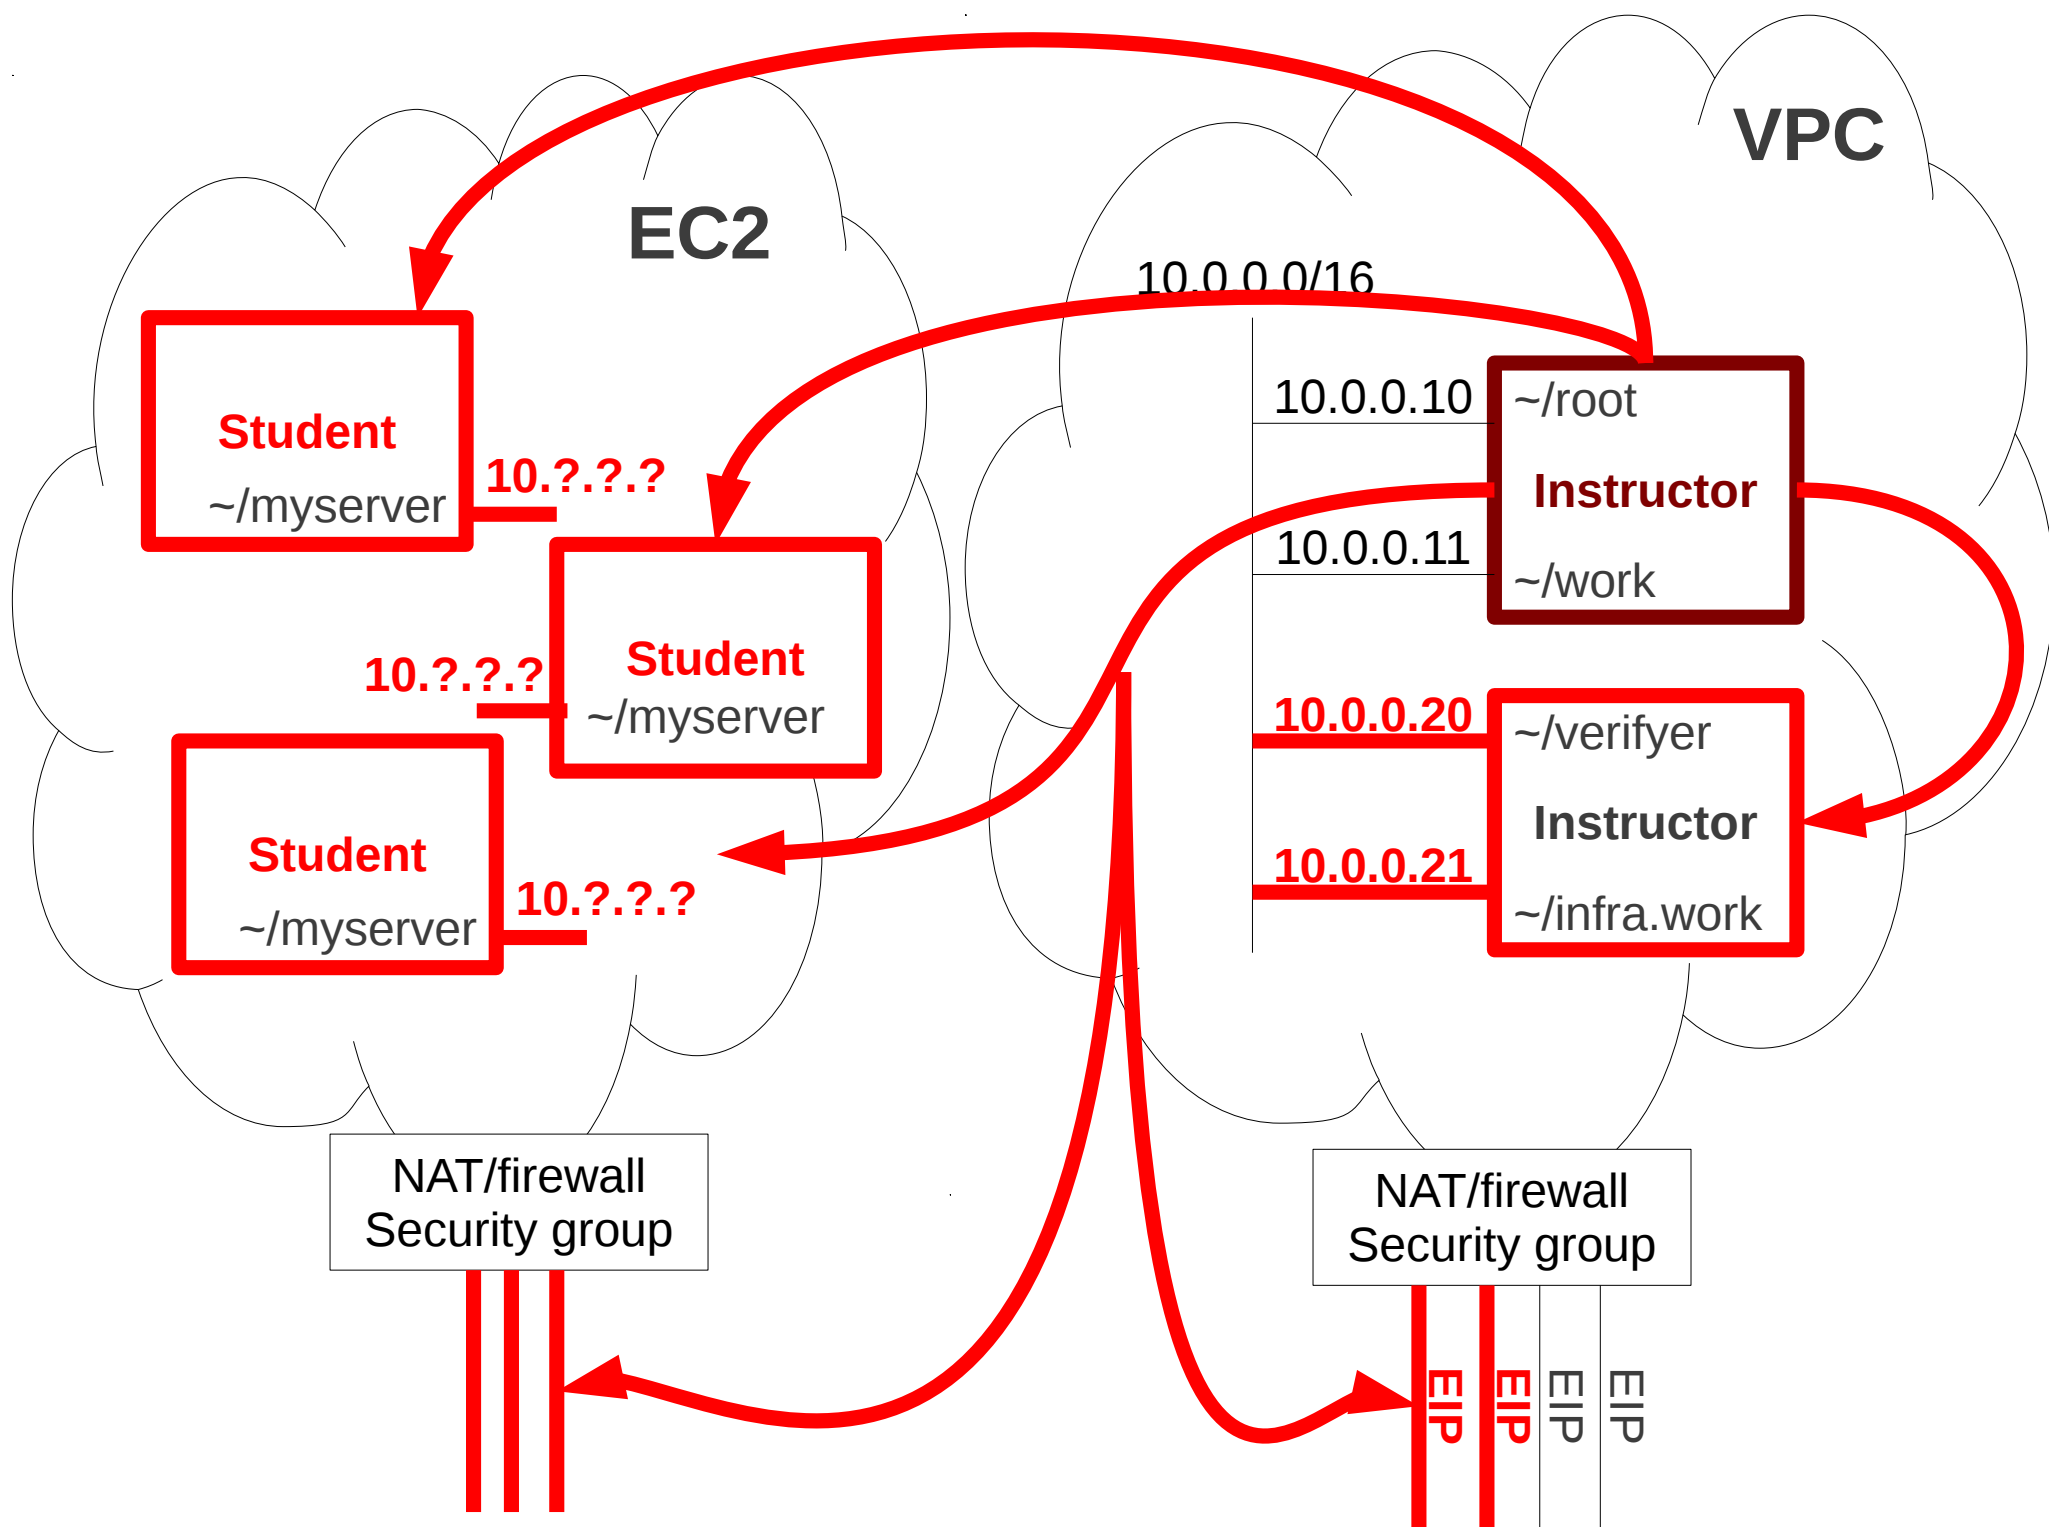 VPC
EC2
10.0.0.0/16
~/root
10.0.0.10
Instructor
10.0.0.11
~/work
Student
10.?.?.?
~/myserver
Student
10.?.?.?
~/myserver
Student
10.?.?.?
~/myserver
10.0.0.20
~/verifyer
Instructor
10.0.0.21
~/infra.work
NAT/firewall
Security group
NAT/firewall
Security group
EIP
EIP
EIP
EIP